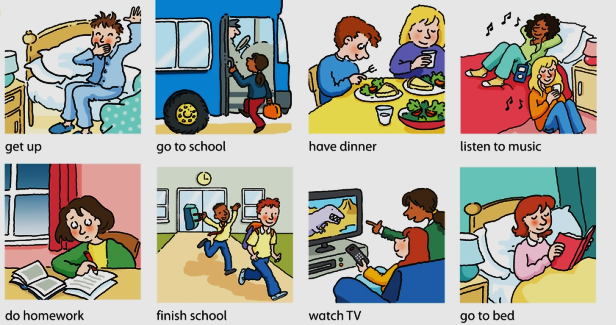 get up
go to school
have dinner
listen to music
do homework
finish school
watch TV
go to bed